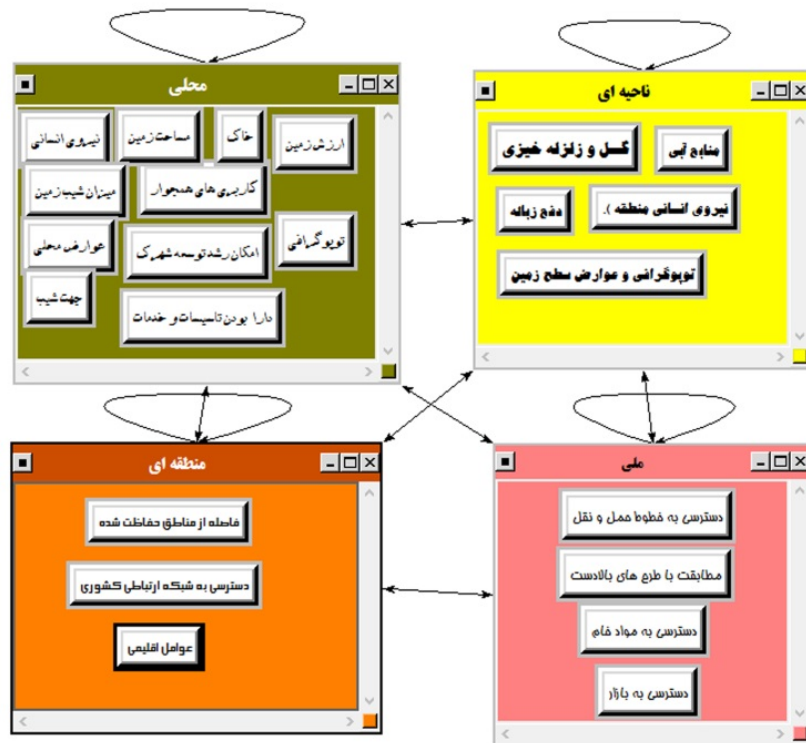 محلی
ارزش زمین
خاک
مساحت زمین
نیروی انسانی
کاربری های همجوار
میزان شیب زمین
توپوگرافی
امکان رشد توسعه شهرک
عوارض محلی
جهت شیب
دارا بودن تاسیسات و خدمات
ناحیه ای
منابع آبی
گسل و زلزله خیزی
نیروی انسانی منطقه ).
دفع زباله
توپوگرافی و عوارض سطح زمین
منطقه ای
فاصله از مناطق حفاظت شده
دسترسی به شبکه ارتباطی کشوری
عوامل اقلیمی
ملی
دسترسی به خطوط حمل و نقل
مطابقت با طرح های بالادست
دسترسی به مواد خام
دسترسی به بازار